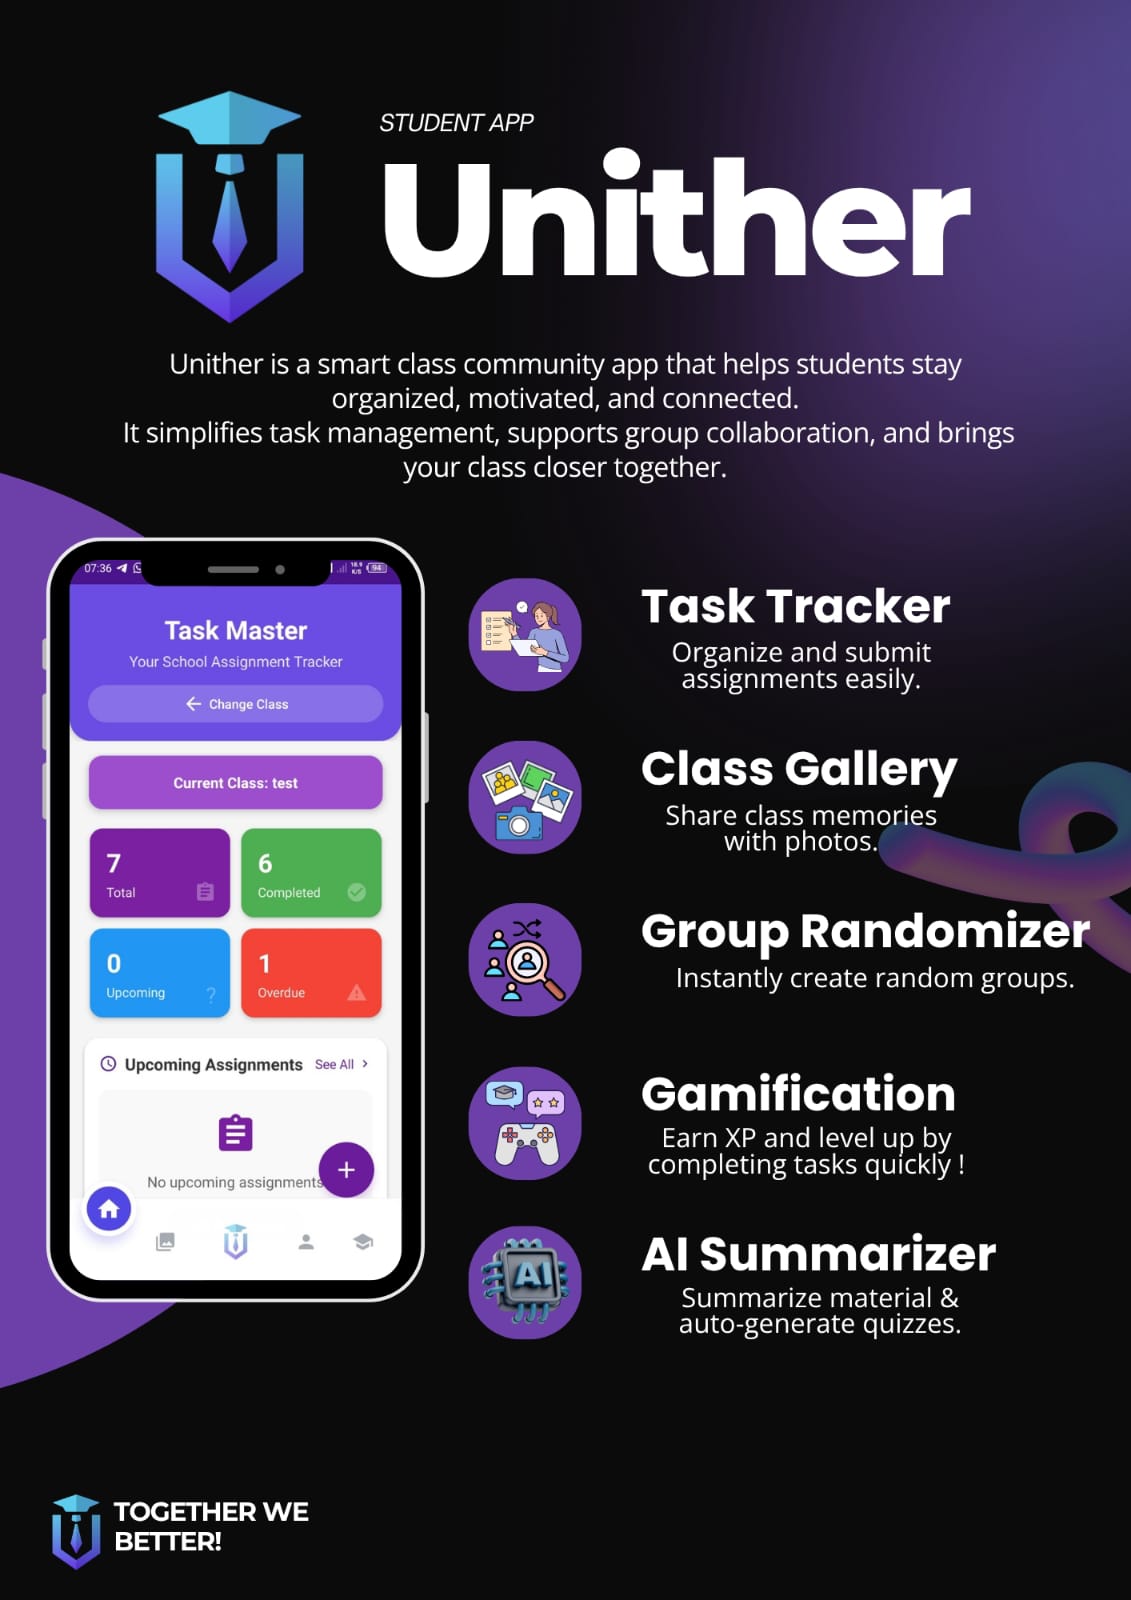 STUDENT APP
Unither
Unither is a smart class community app that helps students stay
organized, motivated, and connected.
It simplifies task management, supports group collaboration, and brings
your class closer together.
07:36
18.9
K/S
94
Task Master
Your School Assignment Tracker
← Change Class
Current Class: test
7
Total
6
Completed
0
Upcoming
?
1
Overdue
Upcoming Assignments
See All >
No upcoming assignments
+
Task Tracker
Organize and submit
assignments easily.
Class Gallery
Share class memories
with photos.
Group Randomizer
Instantly create random groups.
Gamification
Earn XP and level up by
completing tasks quickly !
AI
AI Summarizer
Summarize material &
auto-generate quizzes.
TOGETHER WE
BETTER!